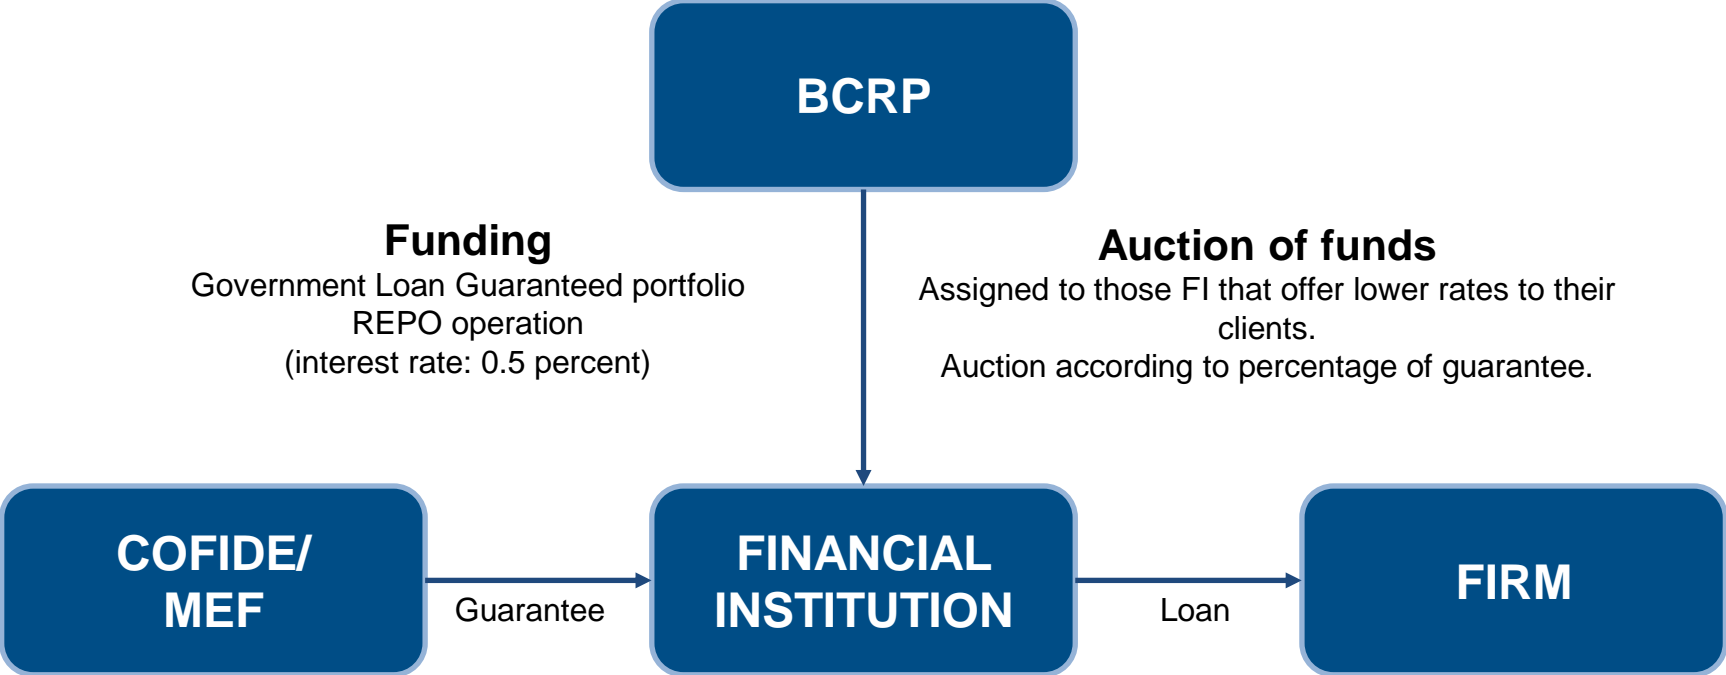 BCRP
Funding
Government Loan Guaranteed portfolio
REPO operation
(interest rate: 0.5 percent)
Auction of funds
Assigned to those FI that offer lower rates to their
clients.
Auction according to percentage of guarantee.
COFIDE/
MEF
Guarantee
FINANCIAL
INSTITUTION
Loan
FIRM